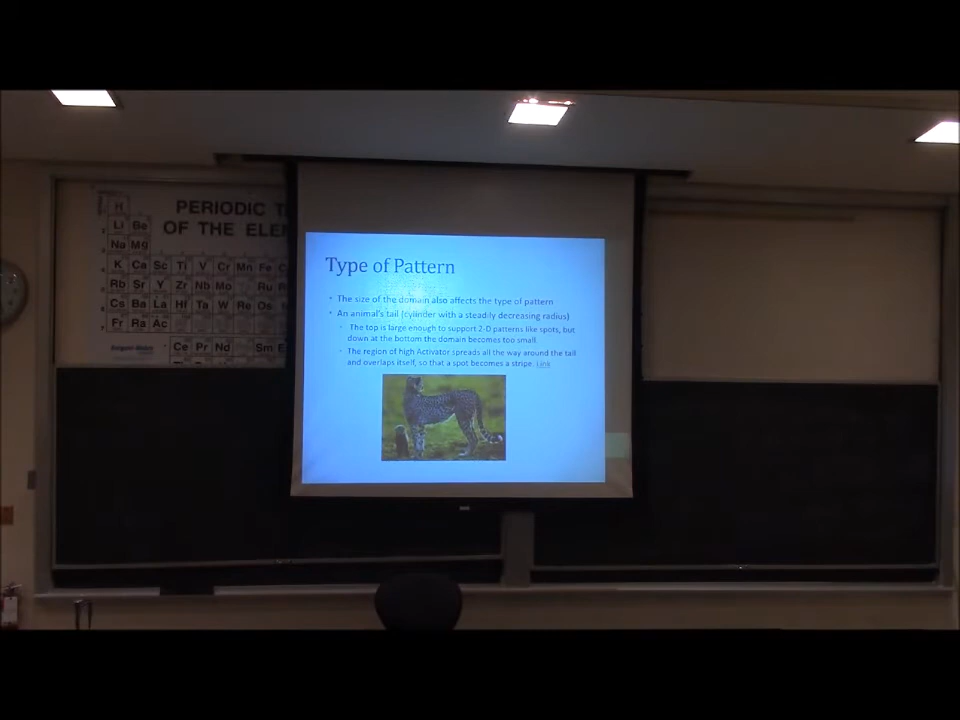 PERIODIC T
OF THE ELE
H
Li Be
Na Mg
K Ca Sc Ti V Cr Mn Fe C
Rb Sr Y Zr Nb Mo Ru R
Cs Ba La Hf Ta W Re Os
Fr Ra Ac
Ce Pr Nd Sm E
Type of Pattern
The size of the domain also affects the type of pattern
An animal's tail (cylinder with a steadily decreasing radius)
The top is large enough to support 2-D patterns like spots, but
down at the bottom the domain becomes too small.
The region of high Activator spreads all the way around the tail
and overlaps itself, so that a spot becomes a stripe. Link